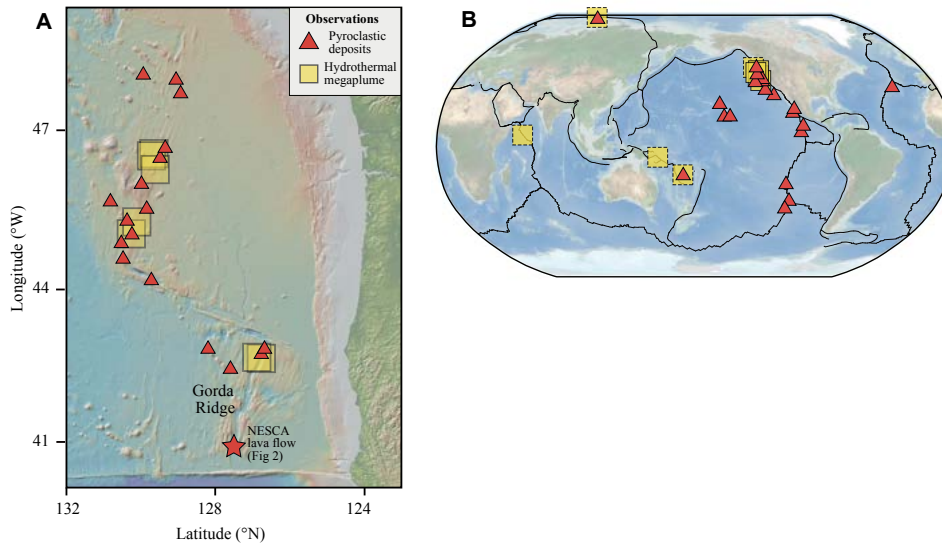 A
Observations
Pyroclastic
deposits
Hydrothermal
megaplume
47
44
41
Longitude (°W)
Gorda
Ridge
NESCA
lava flow
(Fig 2)
132
128
124
Latitude (°N)
B